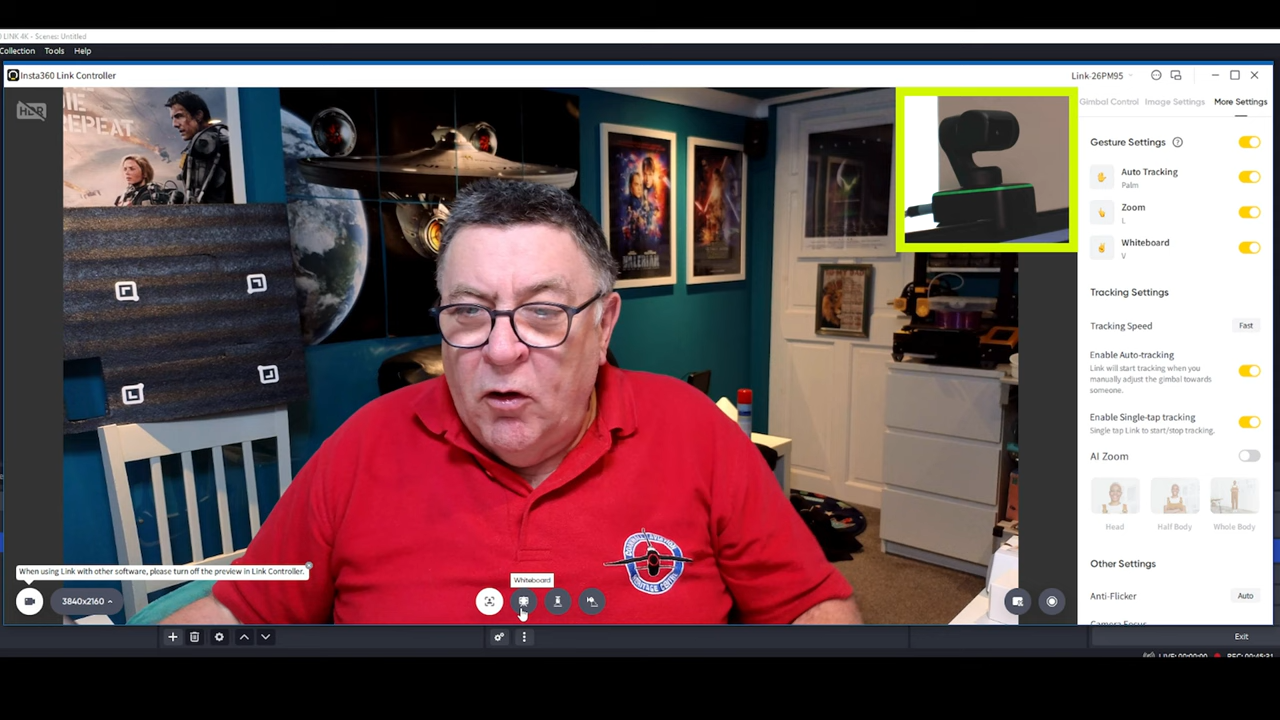 LINK 4K - Scenes: Untitled
Collection Tools Help
Insta360 Link Controller
Link-26PM95
HDR
DIE
REPEAT
VALERIAN
Gimbal Control Image Settings More Settings
Gesture Settings ?
Auto Tracking
Palm
Zoom
L
Whiteboard
V
Tracking Settings
Tracking Speed Fast
Enable Auto-tracking
Link will start tracking when you
manually adjust the gimbal towards
someone.
Enable Single-tap tracking
Single tap Link to start/stop tracking.
AI Zoom
Head Half Body Whole Body
Other Settings
Anti-Flicker Auto
When using Link with other software, please turn off the preview in Link Controller.
Whiteboard
3840x2160
Exit